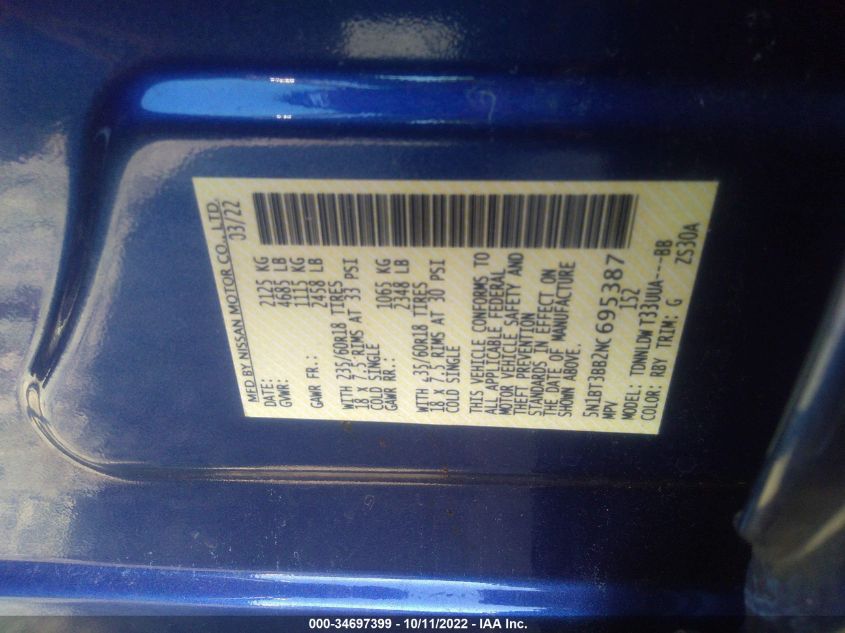 MFD BY NISSAN MOTOR CO., LTD.
DATE: 03/22
GVWR: 2125 KG
4685 LB
GAWR FR.: 1115 KG
2458 LB
WITH 235/60R18 TIRES
18 X 7.5 RIMS AT 33 PSI
COLD SINGLE
GAWR RR.: 1065 KG
2348 LB
WITH 235/60R18 TIRES
18 X 7.5 RIMS AT 30 PSI
COLD SINGLE
THIS VEHICLE CONFORMS TO
ALL APPLICABLE FEDERAL
MOTOR VEHICLE SAFETY AND
THEFT PREVENTION
STANDARDS IN EFFECT ON
THE DATE OF MANUFACTURE
SHOWN ABOVE.
5N1BT3BB2NC695387
MPV 152
MODEL: TDNNLDW T33UUA----BB
COLOR: RBY TRIM: G ZS30A
000-34697399 - 10/11/2022 - IAA Inc.